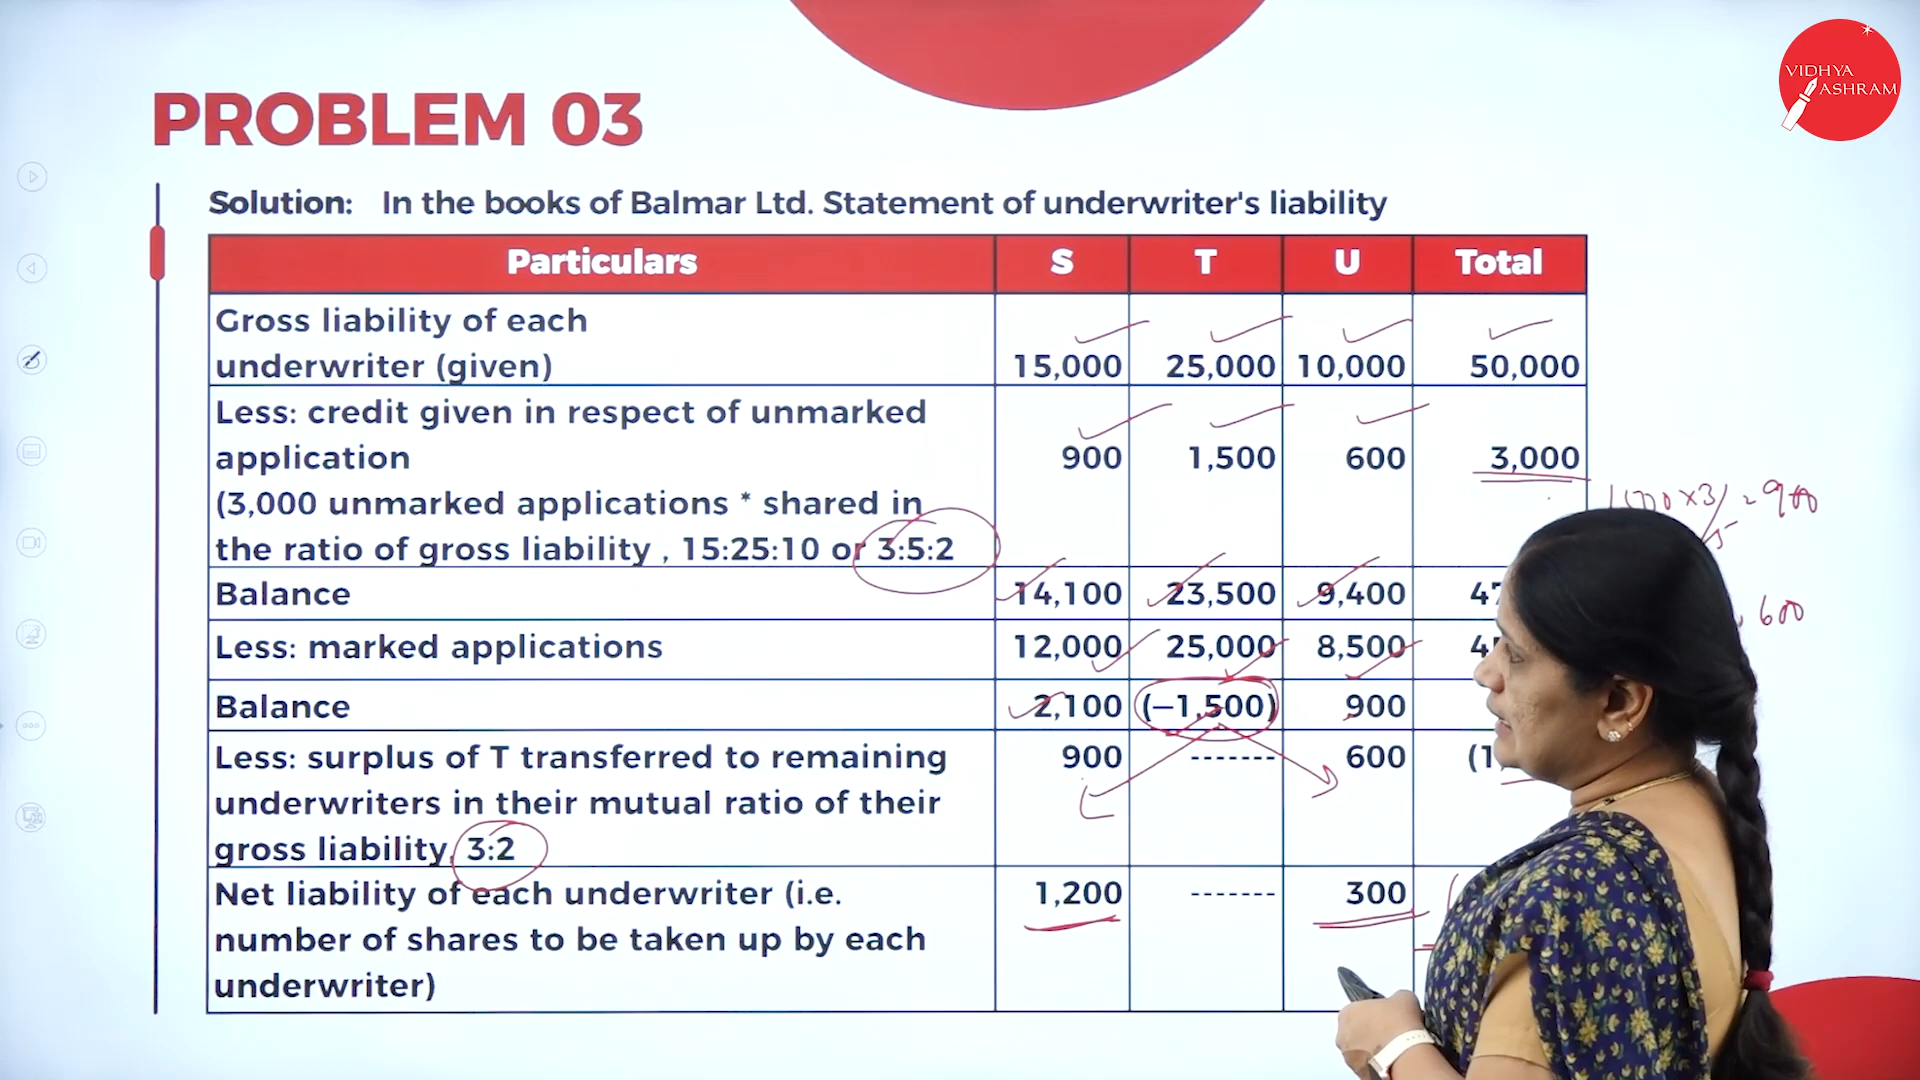 VIDHYA
ASHRAM
PROBLEM 03
Solution: In the books of Balmar Ltd. Statement of underwriter's liability
Particulars S T U Total
Gross liability of each
underwriter (given) 15,000 25,000 10,000 50,000
Less: credit given in respect of unmarked
application 900 1,500 600 3,000
(3,000 unmarked applications * shared in
the ratio of gross liability , 15:25:10 or 3:5:2
= 900
Balance 14,100 23,500 9,400
600
Less: marked applications 12,000 25,000 8,500
Balance 2,100 (–1,500) 900
Less: surplus of T transferred to remaining 900 ------- 600
underwriters in their mutual ratio of their
gross liability, 3:2
Net liability of each underwriter (i.e. 1,200 ------- 300
number of shares to be taken up by each
underwriter)